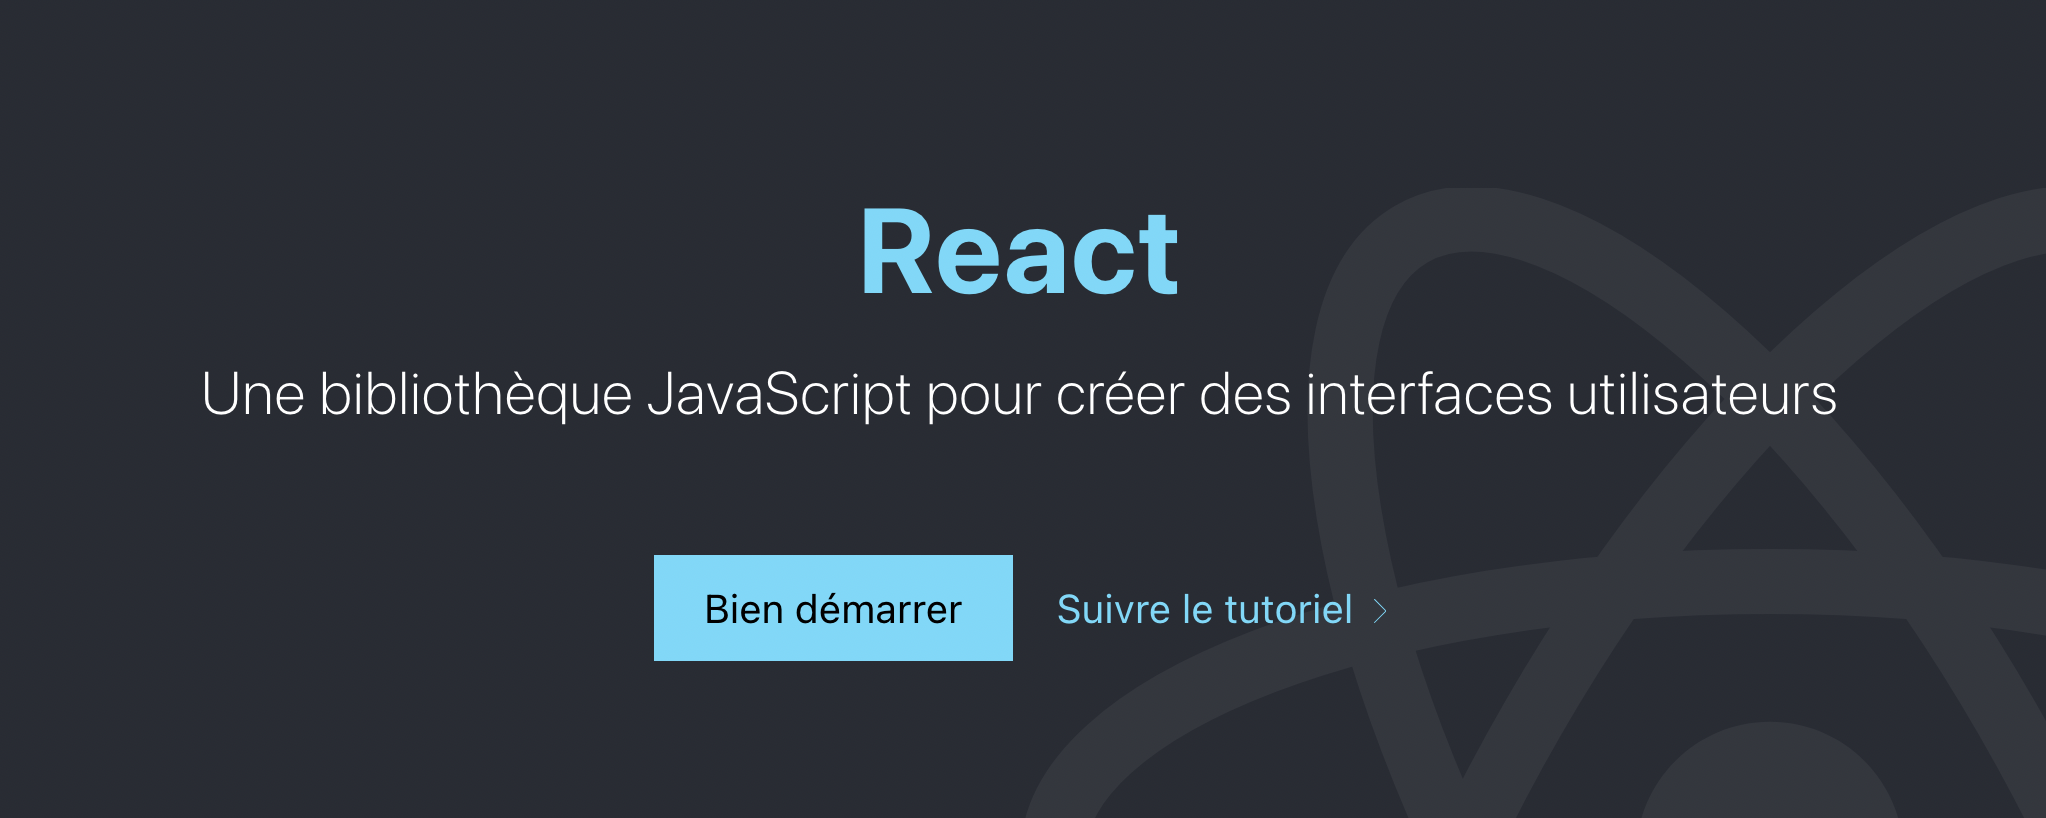 React
Une bibliothèque JavaScript pour créer des interfaces utilisateurs
Bien démarrer
Suivre le tutoriel